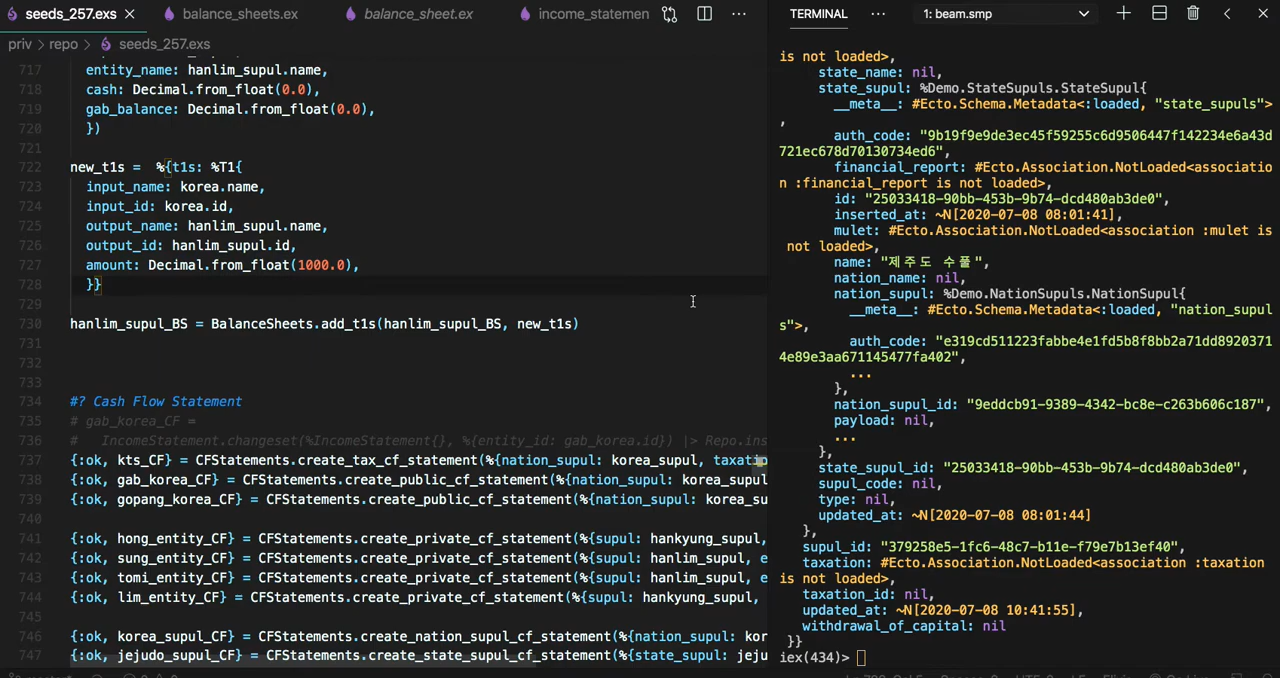 seeds_257.exs
balance_sheets.ex
balance_sheet.ex
income_statemen
TERMINAL
1: beam.smp
priv > repo > seeds_257.exs
717 entity_name: hanlim_supul.name,
718 cash: Decimal.from_float(0.0),
719 gab_balance: Decimal.from_float(0.0),
720 })
721
722 new_t1s =  %{t1s: %T1{
723 input_name: korea.name,
724 input_id: korea.id,
725 output_name: hanlim_supul.name,
726 output_id: hanlim_supul.id,
727 amount: Decimal.from_float(1000.0),
728 }}
729
730 hanlim_supul_BS = BalanceSheets.add_t1s(hanlim_supul_BS, new_t1s)
731
732
733
734 #? Cash Flow Statement
735 # gab_korea_CF =
736 #   IncomeStatement.changeset(%IncomeStatement{}, %{entity_id: gab_korea.id}) |> Repo.ins
737 {:ok, kts_CF} = CFStatements.create_tax_cf_statement(%{nation_supul: korea_supul, taxatio
738 {:ok, gab_korea_CF} = CFStatements.create_public_cf_statement(%{nation_supul: korea_supul
739 {:ok, gopang_korea_CF} = CFStatements.create_public_cf_statement(%{nation_supul: korea_su
740
741 {:ok, hong_entity_CF} = CFStatements.create_private_cf_statement(%{supul: hankyung_supul,
742 {:ok, sung_entity_CF} = CFStatements.create_private_cf_statement(%{supul: hanlim_supul, e
743 {:ok, tomi_entity_CF} = CFStatements.create_private_cf_statement(%{supul: hanlim_supul, e
744 {:ok, lim_entity_CF} = CFStatements.create_private_cf_statement(%{supul: hankyung_supul,
745
746 {:ok, korea_supul_CF} = CFStatements.create_nation_supul_cf_statement(%{nation_supul: kor
747 {:ok, jejudo_supul_CF} = CFStatements.create_state_supul_cf_statement(%{state_supul: jeju
is not loaded>,
state_name: nil,
state_supul: %Demo.StateSupuls.StateSupul{
__meta__: #Ecto.Schema.Metadata<:loaded, "state_supuls">
,
auth_code: "9b19f9e9de3ec45f59255c6d9506447f142234e6a43d
721ec678d70130734ed6",
financial_report: #Ecto.Association.NotLoaded<associatio
n :financial_report is not loaded>,
id: "25033418-90bb-453b-9b74-dcd480ab3de0",
inserted_at: ~N[2020-07-08 08:01:41],
mulet: #Ecto.Association.NotLoaded<association :mulet is
not loaded>,
name: "제주도 수풀",
nation_name: nil,
nation_supul: %Demo.NationSupuls.NationSupul{
__meta__: #Ecto.Schema.Metadata<:loaded, "nation_supul
s">,
auth_code: "e319cd511223fabbe4e1fd5b8f8bb2a71dd8920371
4e89e3aa671145477fa402",
...
},
nation_supul_id: "9eddcb91-9389-4342-bc8e-c263b606c187",
payload: nil,
...
},
state_supul_id: "25033418-90bb-453b-9b74-dcd480ab3de0",
supul_code: nil,
type: nil,
updated_at: ~N[2020-07-08 08:01:44]
},
supul_id: "379258e5-1fc6-48c7-b11e-f79e7b13ef40",
taxation: #Ecto.Association.NotLoaded<association :taxation
is not loaded>,
taxation_id: nil,
updated_at: ~N[2020-07-08 10:41:55],
withdrawal_of_capital: nil
}}
iex(434)>